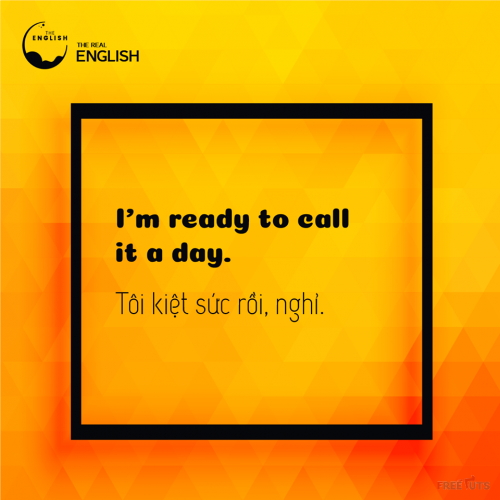 THE
ENGLISH
THE REAL
ENGLISH
I'm ready to call
it a day.
Tôi kiệt sức rồi, nghỉ.